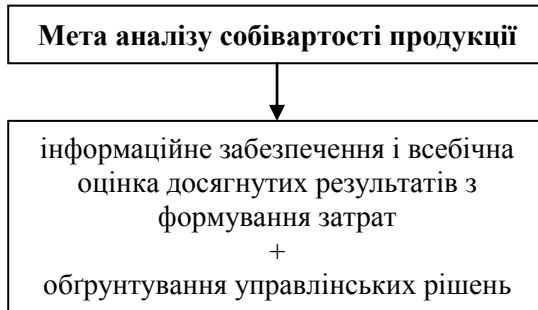 Мета аналізу собівартості продукції
інформаційне забезпечення і всебічна
оцінка досягнутих результатів з
формування затрат
+
обґрунтування управлінських рішень